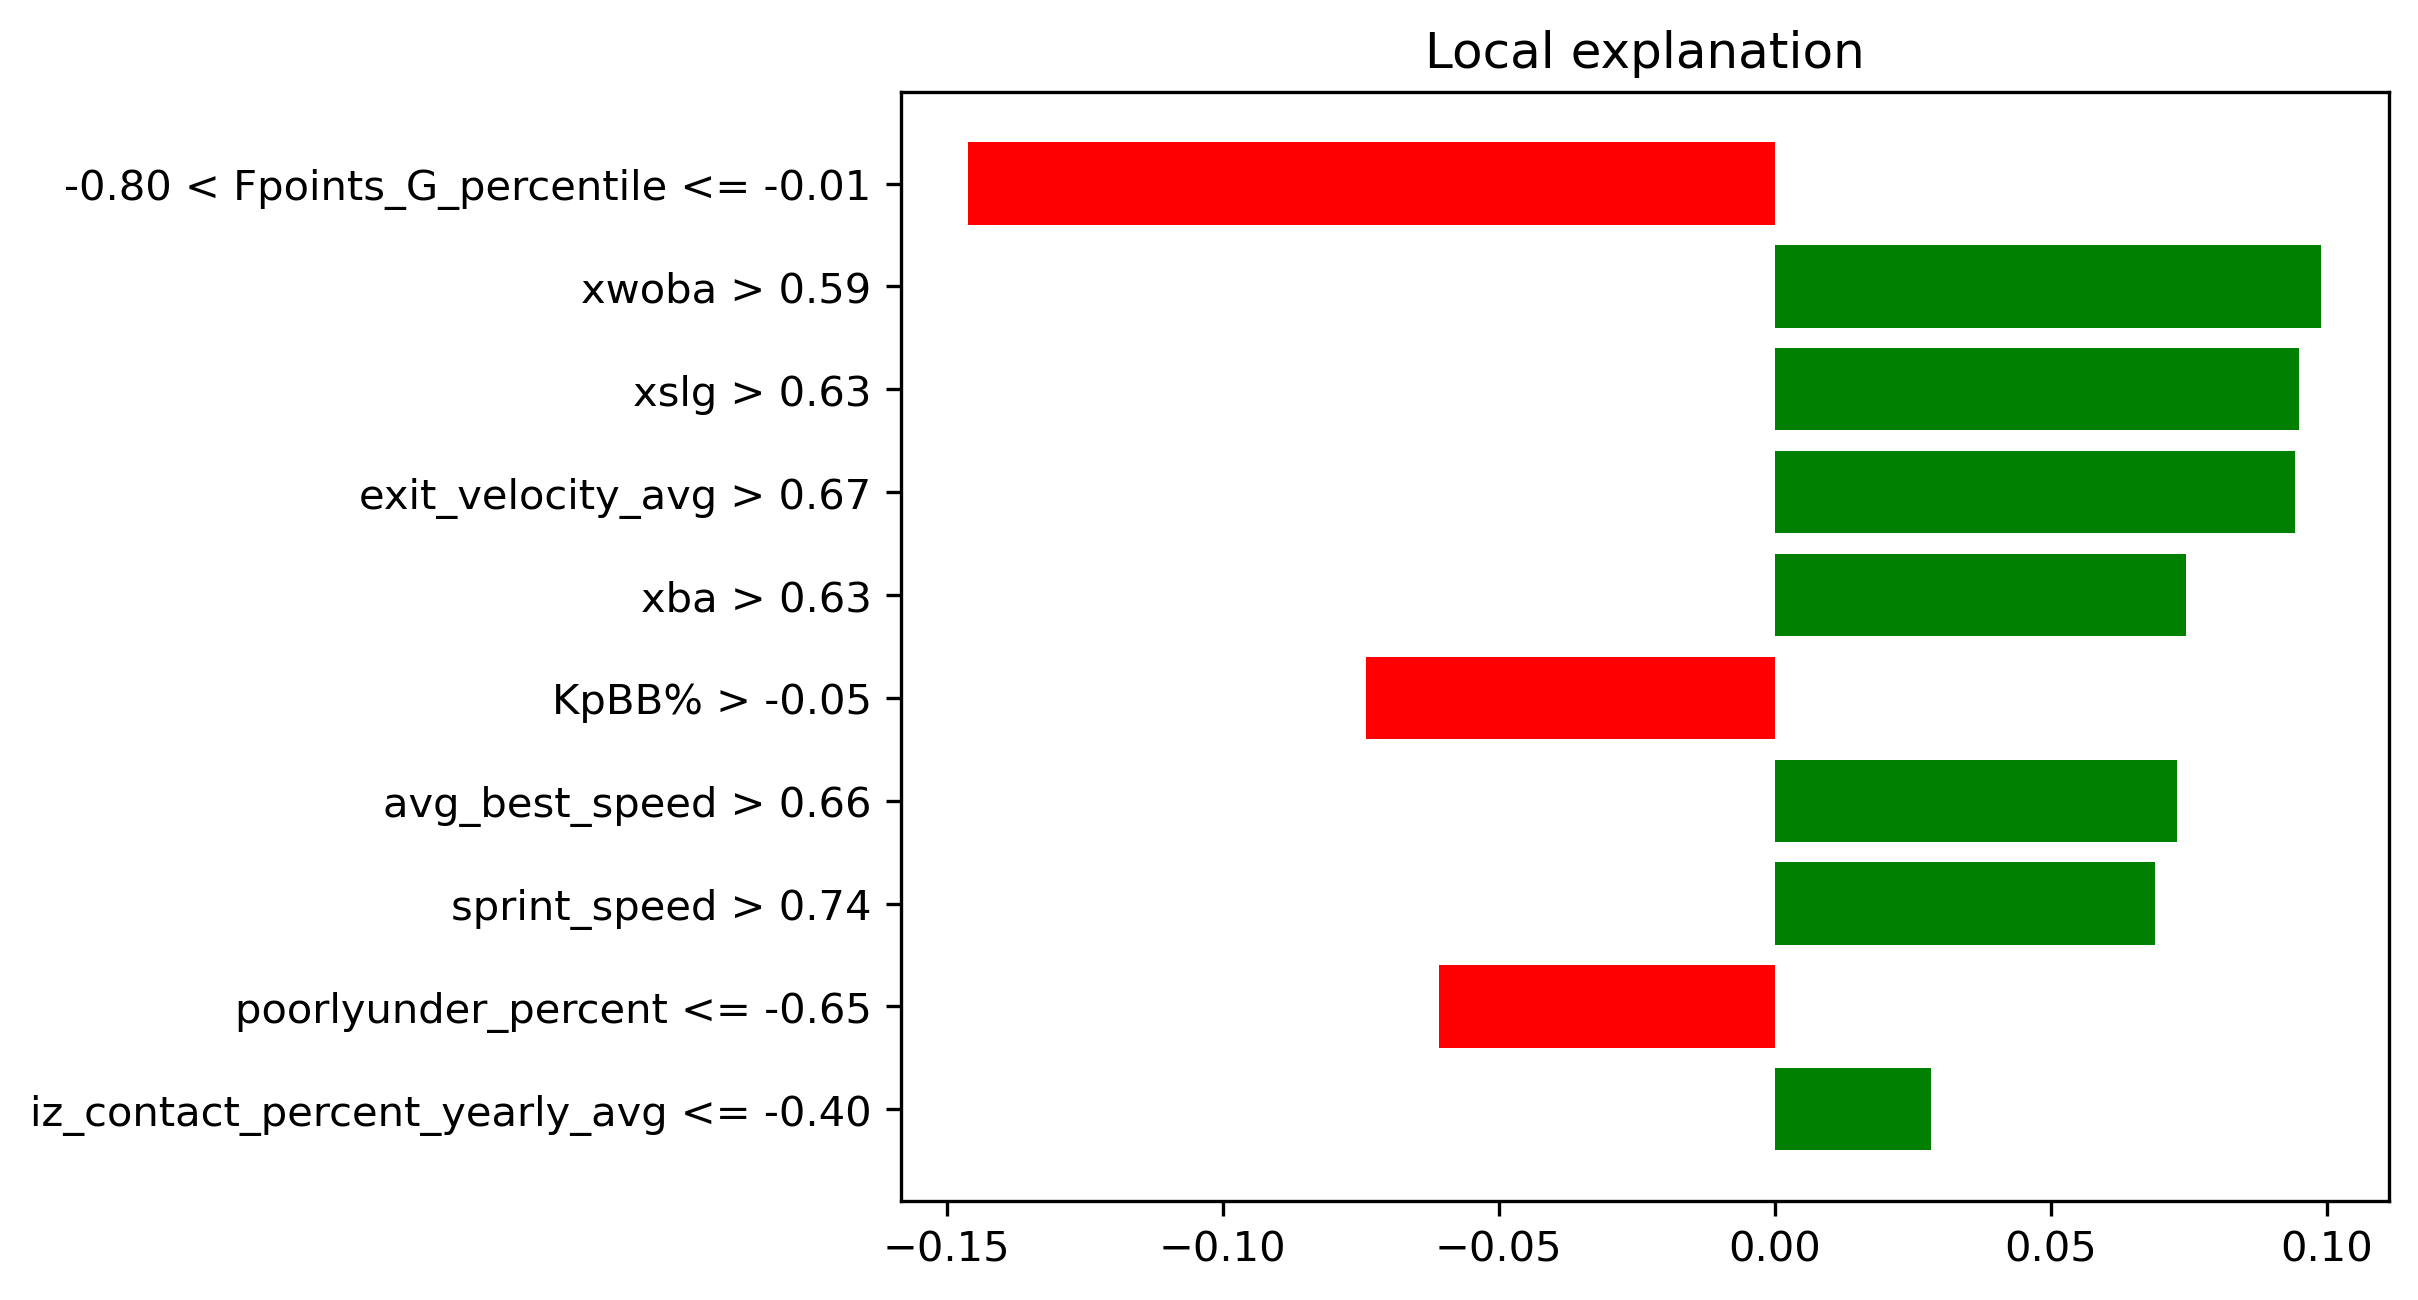 Local explanation
-0.80 < Fpoints_G_percentile <= -0.01
xwoba > 0.59
xslg > 0.63
exit_velocity_avg > 0.67
xba > 0.63
KpBB% > -0.05
avg_best_speed > 0.66
sprint_speed > 0.74
poorlyunder_percent <= -0.65
iz_contact_percent_yearly_avg <= -0.40
−0.15 −0.10 −0.05 0.00 0.05 0.10